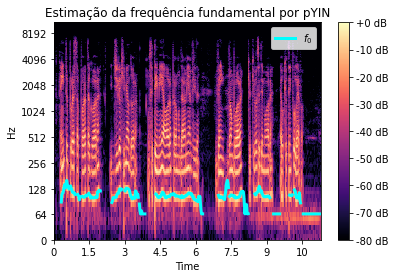 Estimação da frequência fundamental por pYIN
f₀
Hz
8192
4096
2048
1024
512
256
128
64
0
0 1.5 3 4.5 6 7.5 9 10
Time
+0 dB
-10 dB
-20 dB
-30 dB
-40 dB
-50 dB
-60 dB
-70 dB
-80 dB